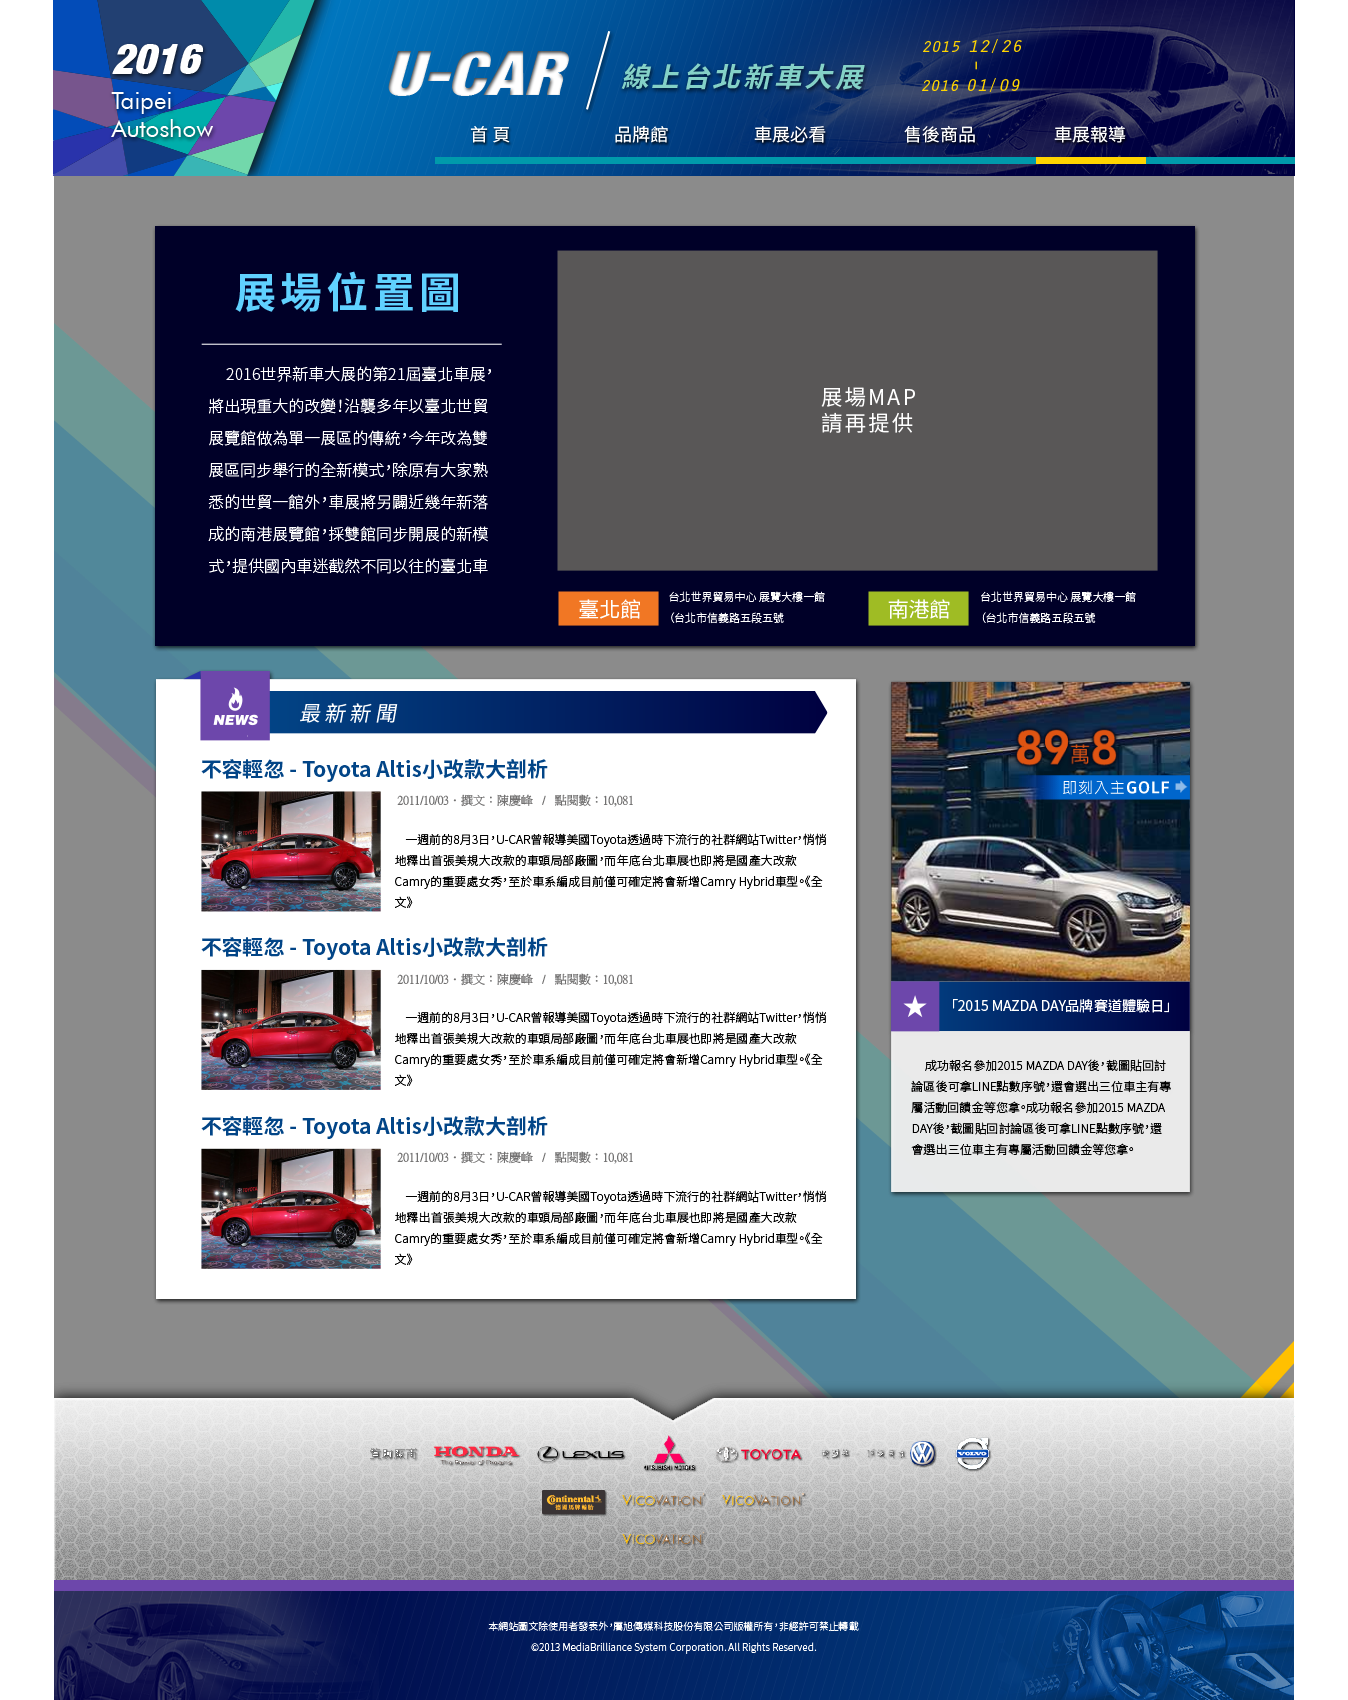 2016
Taipei
Autoshow
U-CAR
線上台北新車大展
2015 12/26
-
2016 01/09
首 頁
品牌館
車展必看
售後商品
車展報導
展場位置圖
2016世界新車大展的第21屆臺北車展，
將出現重大的改變！沿襲多年以臺北世貿
展覽館做為單一展區的傳統，今年改為雙
展區同步舉行的全新模式，除原有大家熟
悉的世貿一館外，車展將另闢近幾年新落
成的南港展覽館，採雙館同步開展的新模
式，提供國內車迷截然不同以往的臺北車
展場MAP
請再提供
臺北館
台北世界貿易中心 展覽大樓一館
（台北市信義路五段五號
南港館
台北世界貿易中心 展覽大樓一館
（台北市信義路五段五號
NEWS
最新新聞
不容輕忽 - Toyota Altis小改款大剖析
2011/10/03・撰文：陳慶峰 / 點閱數：10,081
一週前的8月3日，U-CAR曾報導美國Toyota透過時下流行的社群網站Twitter，悄悄
地釋出首張美規大改款的車頭局部廠圖，而年底台北車展也即將是國產大改款
Camry的重要處女秀，至於車系編成目前僅可確定將會新增Camry Hybrid車型。《全
文》
不容輕忽 - Toyota Altis小改款大剖析
2011/10/03・撰文：陳慶峰 / 點閱數：10,081
一週前的8月3日，U-CAR曾報導美國Toyota透過時下流行的社群網站Twitter，悄悄
地釋出首張美規大改款的車頭局部廠圖，而年底台北車展也即將是國產大改款
Camry的重要處女秀，至於車系編成目前僅可確定將會新增Camry Hybrid車型。《全
文》
不容輕忽 - Toyota Altis小改款大剖析
2011/10/03・撰文：陳慶峰 / 點閱數：10,081
一週前的8月3日，U-CAR曾報導美國Toyota透過時下流行的社群網站Twitter，悄悄
地釋出首張美規大改款的車頭局部廠圖，而年底台北車展也即將是國產大改款
Camry的重要處女秀，至於車系編成目前僅可確定將會新增Camry Hybrid車型。《全
文》
89萬8
即刻入主GOLF
「2015 MAZDA DAY品牌賽道體驗日」
成功報名參加2015 MAZDA DAY後，截圖貼回討
論區後可拿LINE點數序號，還會選出三位車主有專
屬活動回饋金等您拿。成功報名參加2015 MAZDA
DAY後，截圖貼回討論區後可拿LINE點數序號，還
會選出三位車主有專屬活動回饋金等您拿。
贊助廠商
HONDA
The Power of Dreams
LEXUS
MITSUBISHI MOTORS
TOYOTA
VOLVO
Continental
德國馬牌輪胎
VICOVATION
VICOVATION
VICOVATION
本網站圖文除使用者發表外，屬旭傳媒科技股份有限公司版權所有，非經許可禁止轉載
©2013 MediaBrilliance System Corporation. All Rights Reserved.